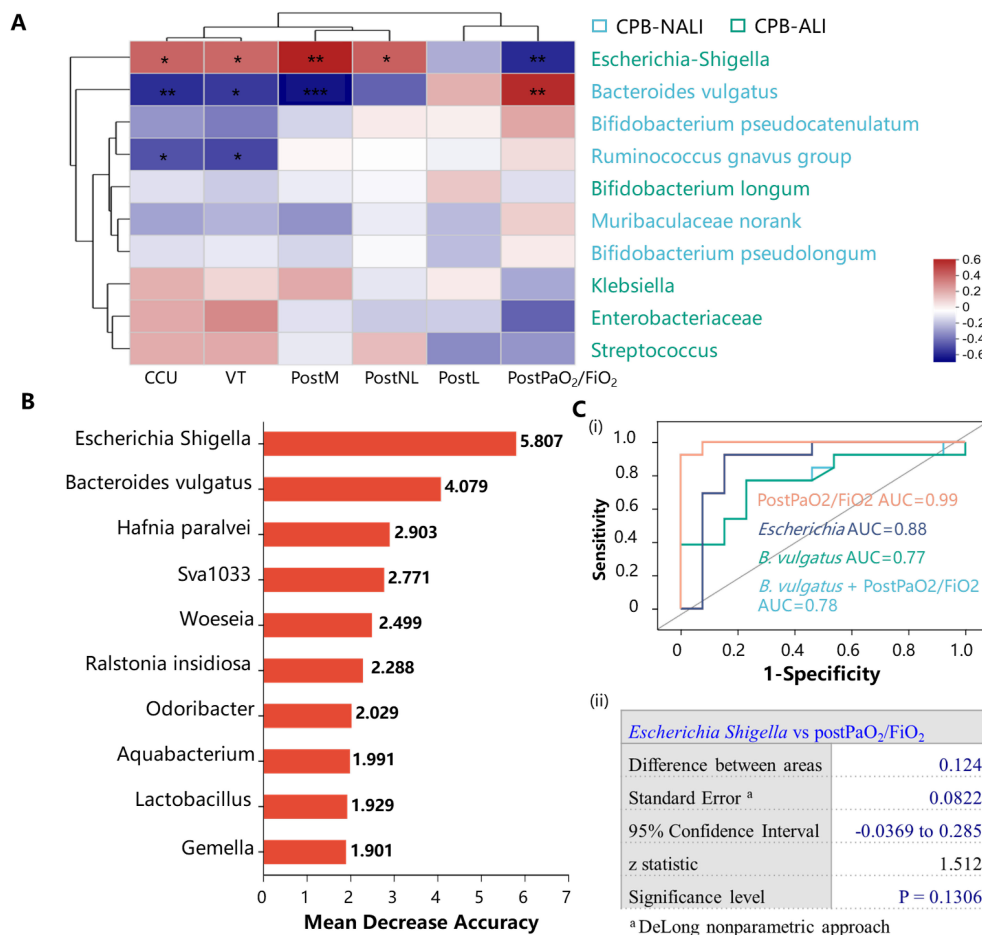 A
CPB-NALI CPB-ALI
* * ** * ** Escherichia-Shigella
** * *** ** Bacteroides vulgatus
Bifidobacterium pseudocatenulatum
* * Ruminococcus gnavus group
Bifidobacterium longum
Muribaculaceae norank
Bifidobacterium pseudolongum
Klebsiella
Enterobacteriaceae
Streptococcus
0.6
0.4
0.2
0
-0.2
-0.4
-0.6
CCU VT PostM PostNL PostL PostPaO₂/FiO₂
B
Escherichia Shigella 5.807
Bacteroides vulgatus 4.079
Hafnia paralvei 2.903
Sva1033 2.771
Woeseia 2.499
Ralstonia insidiosa 2.288
Odoribacter 2.029
Aquabacterium 1.991
Lactobacillus 1.929
Gemella 1.901
0 1 2 3 4 5 6 7
Mean Decrease Accuracy
C
(i)
Sensitivity
1.0
0.8
0.6
0.4
0.2
0
PostPaO2/FiO2 AUC=0.99
Escherichia AUC=0.88
B. vulgatus AUC=0.77
B. vulgatus + PostPaO2/FiO2
AUC=0.78
0 0.2 0.4 0.6 0.8 1.0
1-Specificity
(ii)
Escherichia Shigella vs postPaO₂/FiO₂
Difference between areas 0.124
Standard Error ᵃ 0.0822
95% Confidence Interval -0.0369 to 0.285
z statistic 1.512
Significance level P = 0.1306
ᵃ DeLong nonparametric approach